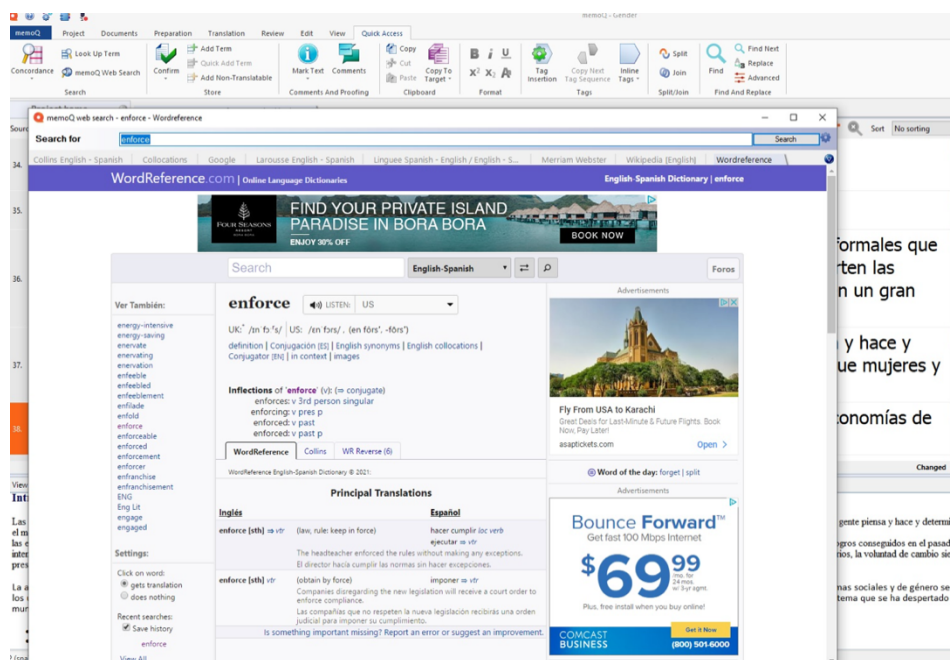 memoQ - Gender
memoQ Project Documents Preparation Translation Review Edit View Quick Access
Concordance
Look Up Term
memoQ Web Search
Search
Confirm
Add Term
Quick Add Term
Add Non-Translatable
Store
Mark Text
Comments
Comments And Proofing
Copy
Cut
Paste
Copy To Target
Clipboard
B I U
X² X₂
Format
Tag Insertion
Copy Next Tag Sequence
Inline Tags
Tags
Split
Join
Split/Join
Find
Find Next
Replace
Advanced
Find And Replace
Project home
Sort No sorting
memoQ web search - enforce - Wordreference
Search for enforce Search
Collins English - Spanish Collocations Google Larousse English - Spanish Linguee Spanish - English / English - S... Merriam Webster Wikipedia [English] Wordreference
WordReference.com | Online Language Dictionaries English-Spanish Dictionary | enforce
FOUR SEASONS
FIND YOUR PRIVATE ISLAND
PARADISE IN BORA BORA
ENJOY 30% OFF
BOOK NOW
Search English-Spanish Foros
Ver También:
energy-intensive
energy-saving
enervate
enervating
enervation
enfeeble
enfeebled
enfeeblement
enfilade
enfold
enforce
enforceable
enforced
enforcement
enforcer
enfranchise
enfranchisement
ENG
Eng Lit
engage
engaged
Settings:
Click on word:
gets translation
does nothing
Recent searches:
Save history
enforce
View All
enforce LISTEN: US
definition | Conjugación [ES] | English synonyms | English collocations |
Conjugator [EN] | in context | images
Inflections of 'enforce' (v): (⇒ conjugate)
enforces: v 3rd person singular
enforcing: v pres p
enforced: v past
enforced: v past p
WordReference Collins WR Reverse (6)
WordReference English-Spanish Dictionary © 2021:
Principal Translations
Inglés Español
enforce [sth] ⇒ vtr (law, rule: keep in force) hacer cumplir loc verb
ejecutar ⇒ vtr
The headteacher enforced the rules without making any exceptions.
El director hacía cumplir las normas sin hacer excepciones.
enforce [sth] vtr (obtain by force) imponer ⇒ vtr
Companies disregarding the new legislation will receive a court order to
enforce compliance.
Las compañías que no respeten la nueva legislación recibirás una orden
judicial para imponer su cumplimiento.
Is something important missing? Report an error or suggest an improvement.
Advertisements
Fly From USA to Karachi
Great Deals for Last-Minute & Future Flights. Book
Now, Pay Later!
asaptickets.com Open >
Word of the day: forget | split
Advertisements
Bounce Forward™
Get fast 100 Mbps Internet
$69.99
Plus, free install when you buy online!
COMCAST
BUSINESS
Get it Now
(800) 501-6000
34.
35.
36.
37.
38.
formales que
rten las
n un gran
y hace y
ue mujeres y
conomías de
Changed
View
Las
gente piensa y hace y determi
ogros conseguidos en el pasad
rios, la voluntad de cambio sic
nas sociales y de género se
tema que se ha despertado